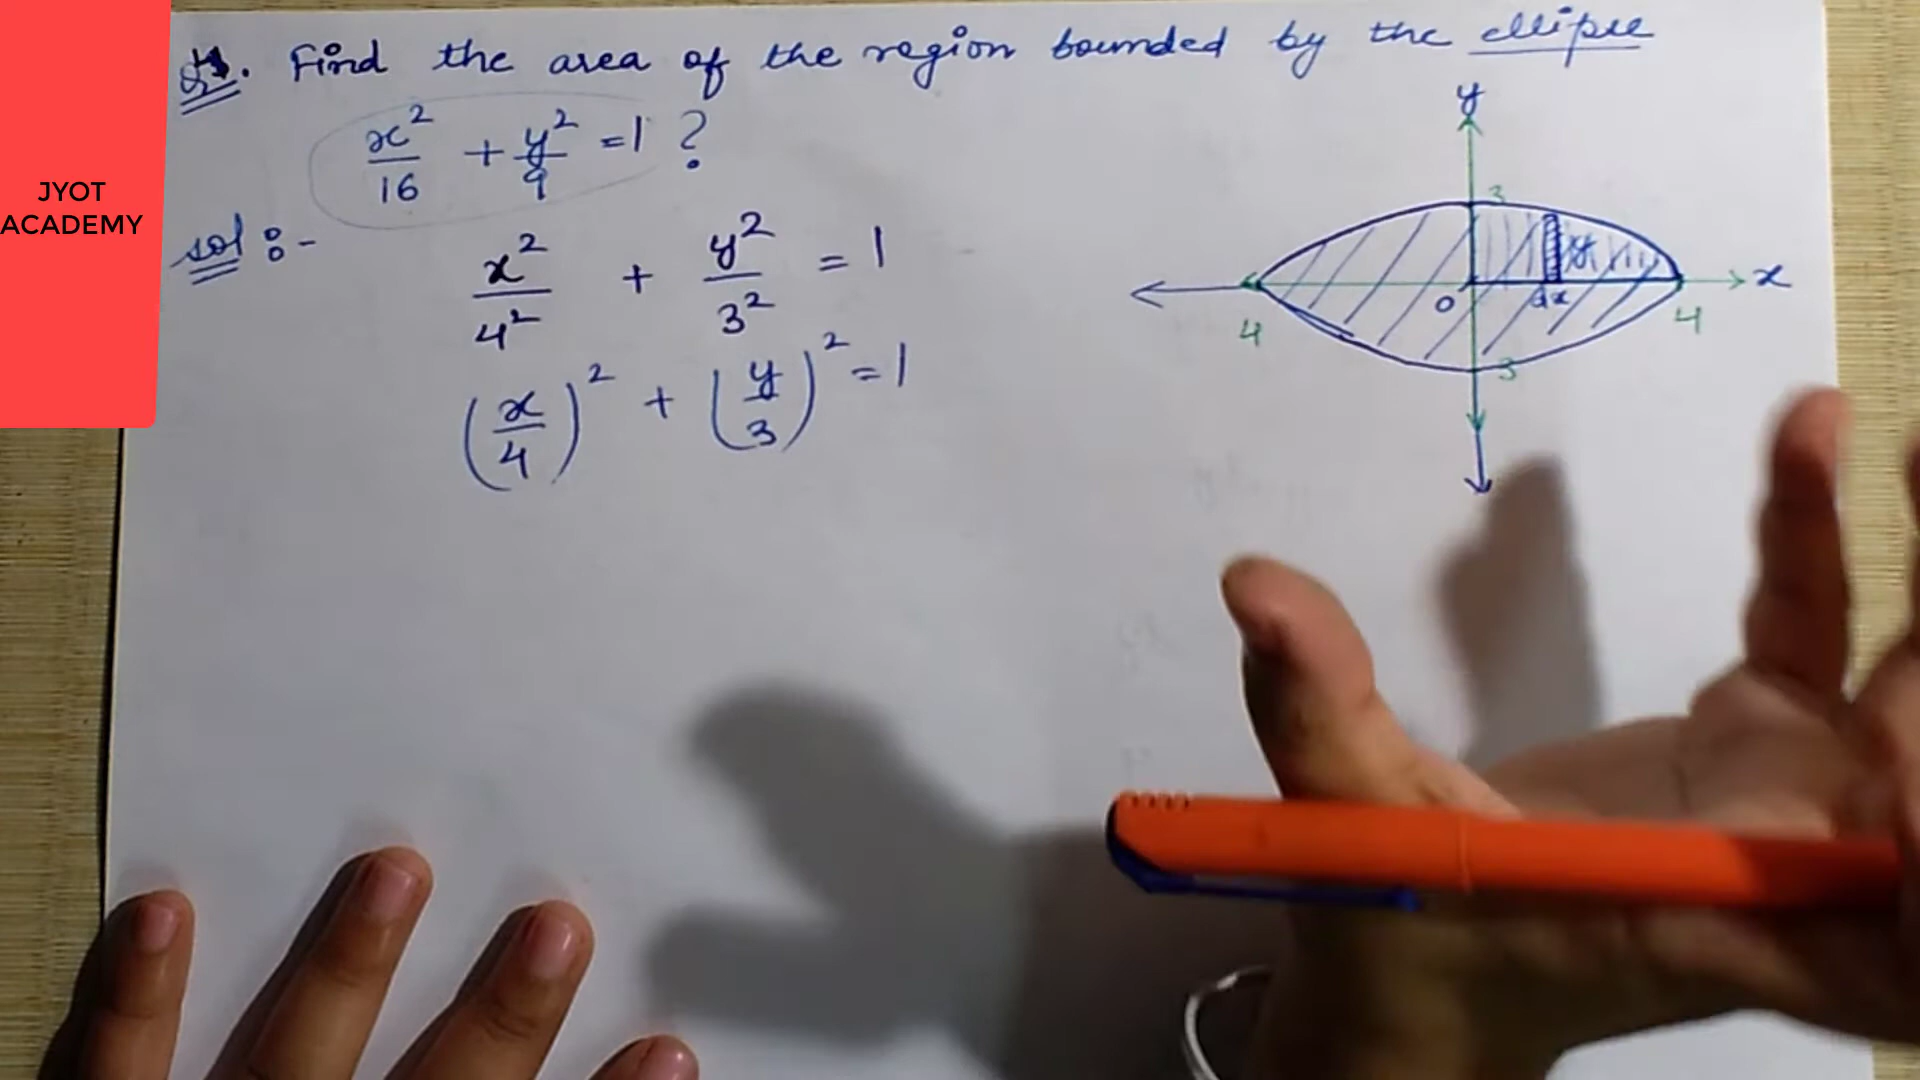 JYOT
ACADEMY
Find the area of the region bounded by the ellipse
x²/16 + y²/9 = 1 ?
sol :-
x²/4² + y²/3² = 1
(x/4)² + (y/3)² = 1
y
3
y
x
0
dx
4
4
3